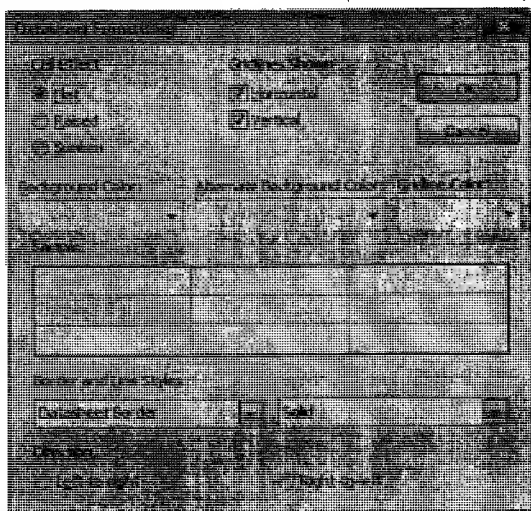 Datasheet Formatting
Cell Effect
Gridlines Shown
Flat
Horizontal
OK
Raised
Vertical
Cancel
Sunken
Background Color:
Alternate Background Color:
Gridline Color:
Sample:
Border and Line Styles
Datasheet Border
Solid
Direction
Left-to-right
Right-to-left